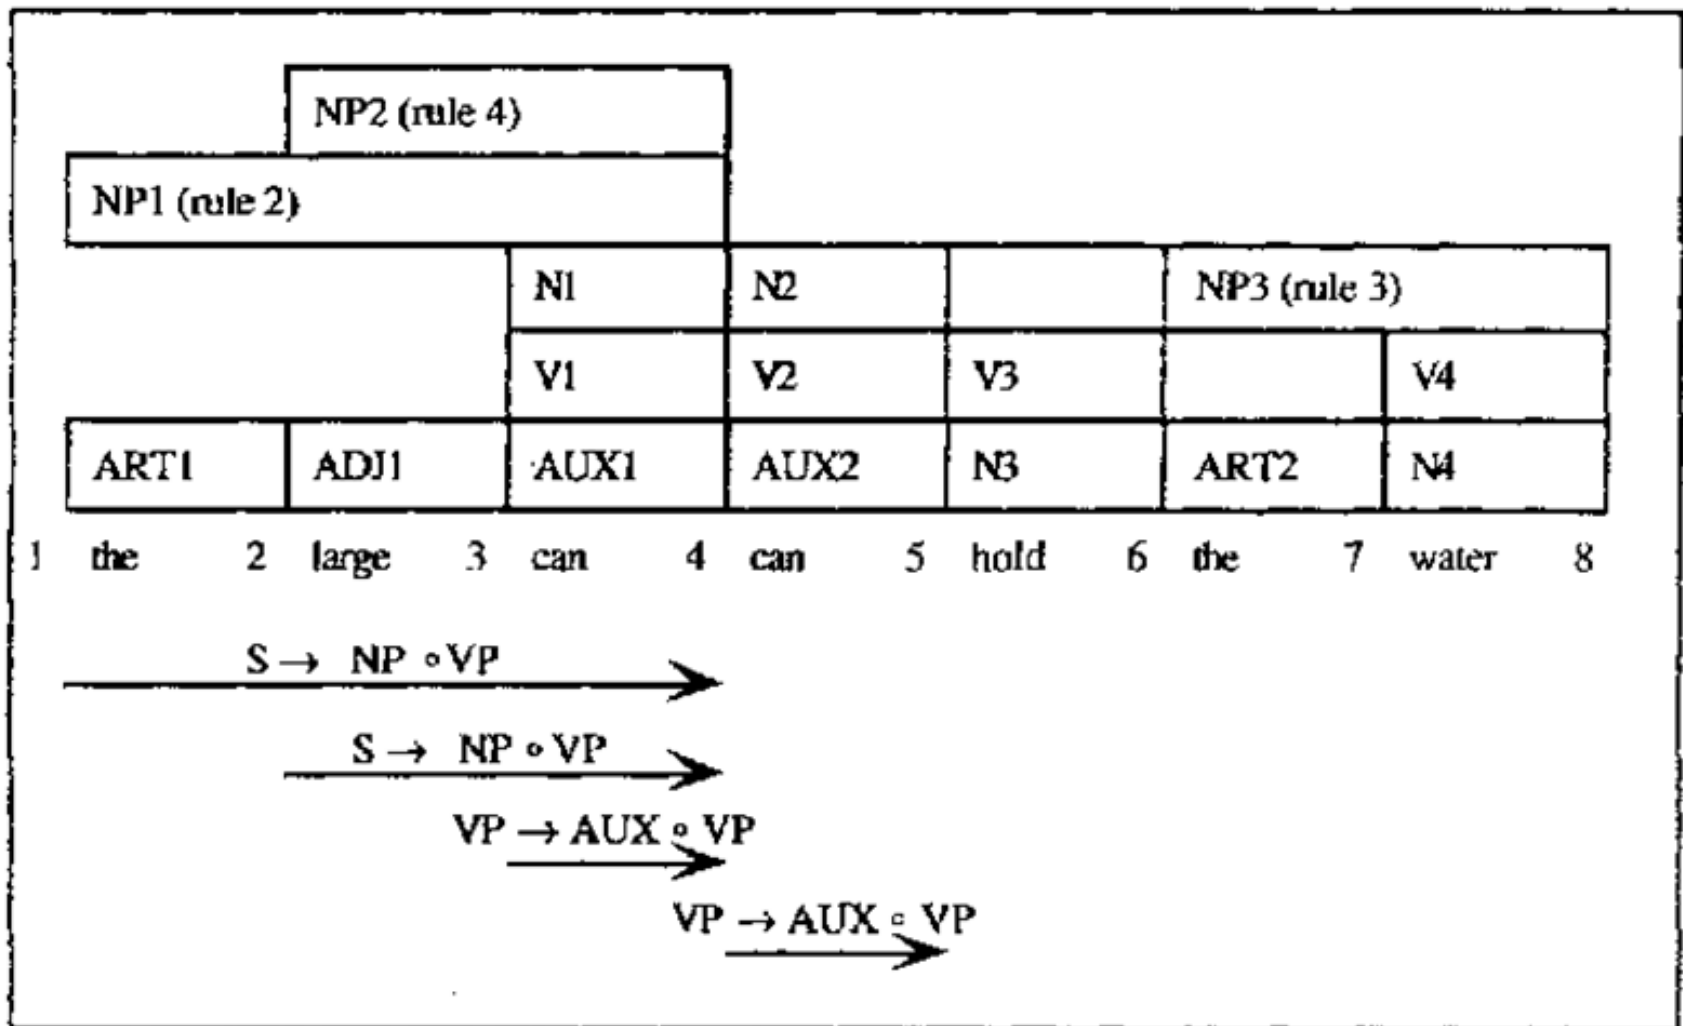 NP2 (rule 4)
NP1 (rule 2)
N1 N2 NP3 (rule 3)
V1 V2 V3 V4
ART1 ADJ1 AUX1 AUX2 N3 ART2 N4
1 the 2 large 3 can 4 can 5 hold 6 the 7 water 8
S → NP ∘ VP
S → NP ∘ VP
VP → AUX ∘ VP
VP → AUX ∘ VP